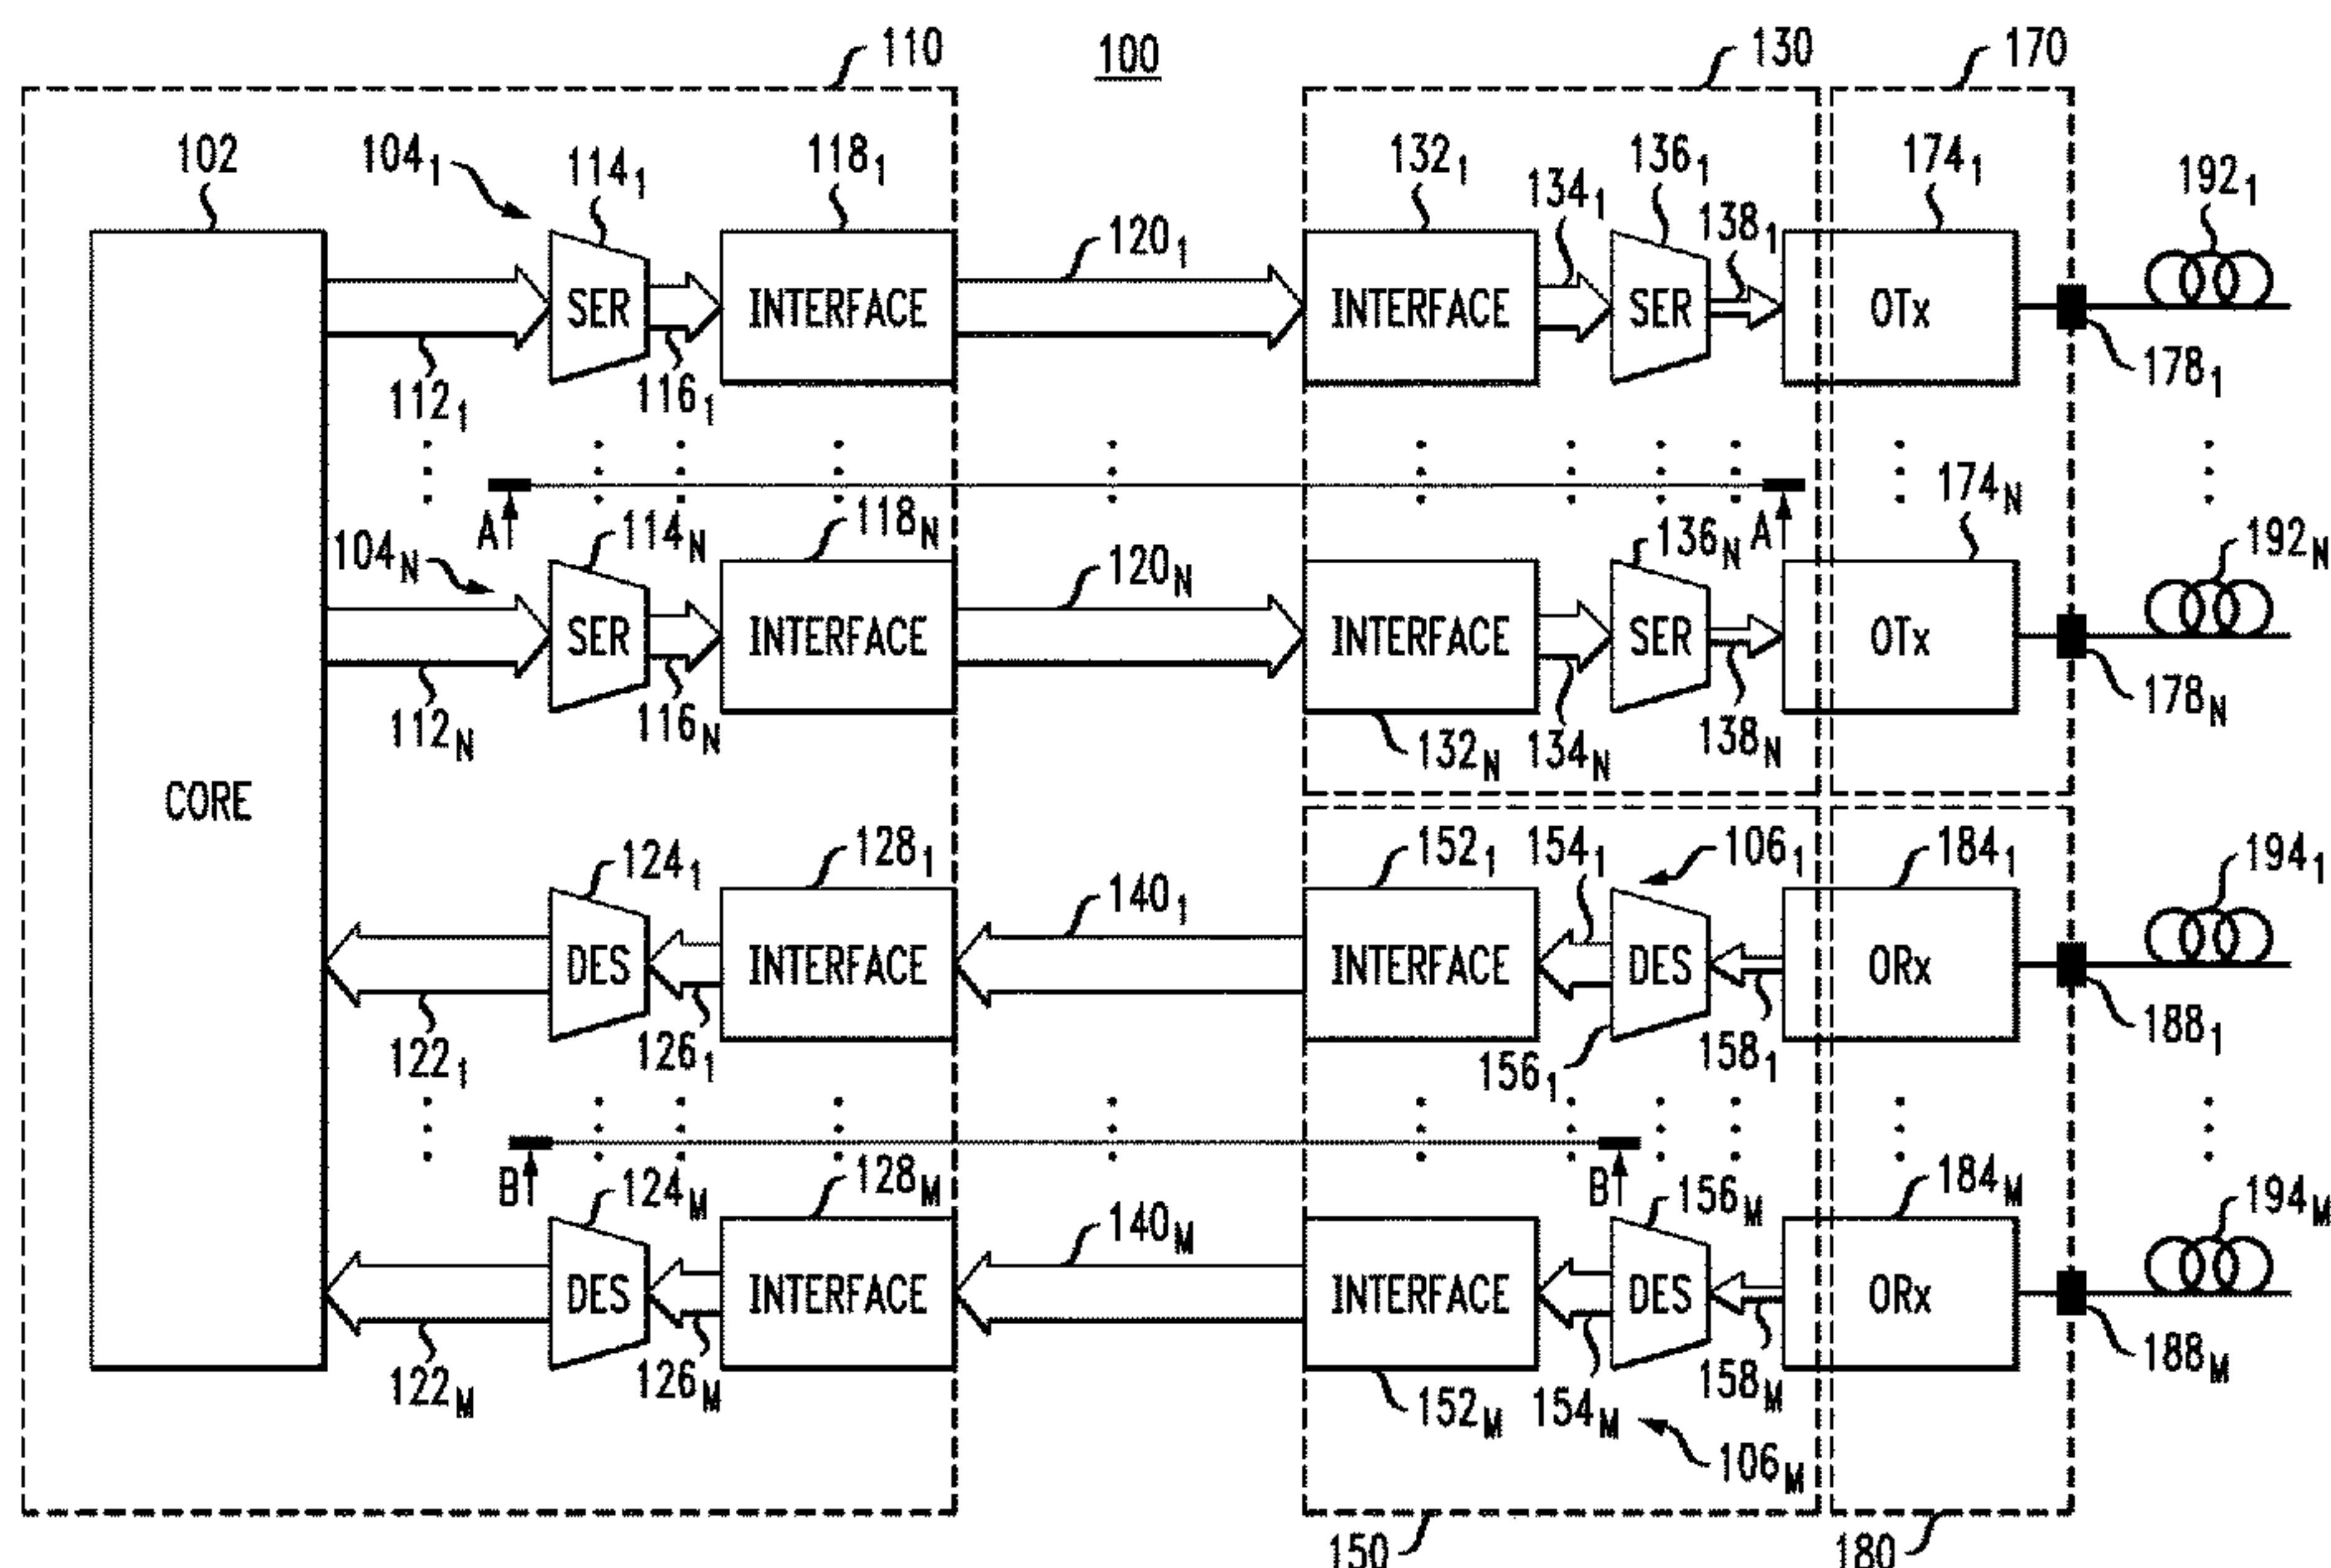 110 100 130 170
102 104₁ 114₁ 118₁ 132₁ 134₁ 136₁ 138₁ 174₁ 192₁
120₁
SER INTERFACE INTERFACE SER OTx
112₁ 116₁ 178₁
A A
104N 114N 118N 120N 136N 174N 192N
SER INTERFACE INTERFACE SER OTx
112N 116N 132N 134N 138N 178N
CORE
124₁ 128₁ 140₁ 152₁ 154₁ 106₁ 184₁ 194₁
DES INTERFACE INTERFACE DES ORx
122₁ 126₁ 156₁ 158₁ 188₁
B B
124M 128M 140M 156M 184M 194M
DES INTERFACE INTERFACE DES ORx
122M 126M 152M 154M 158M 188M
106M
150 180